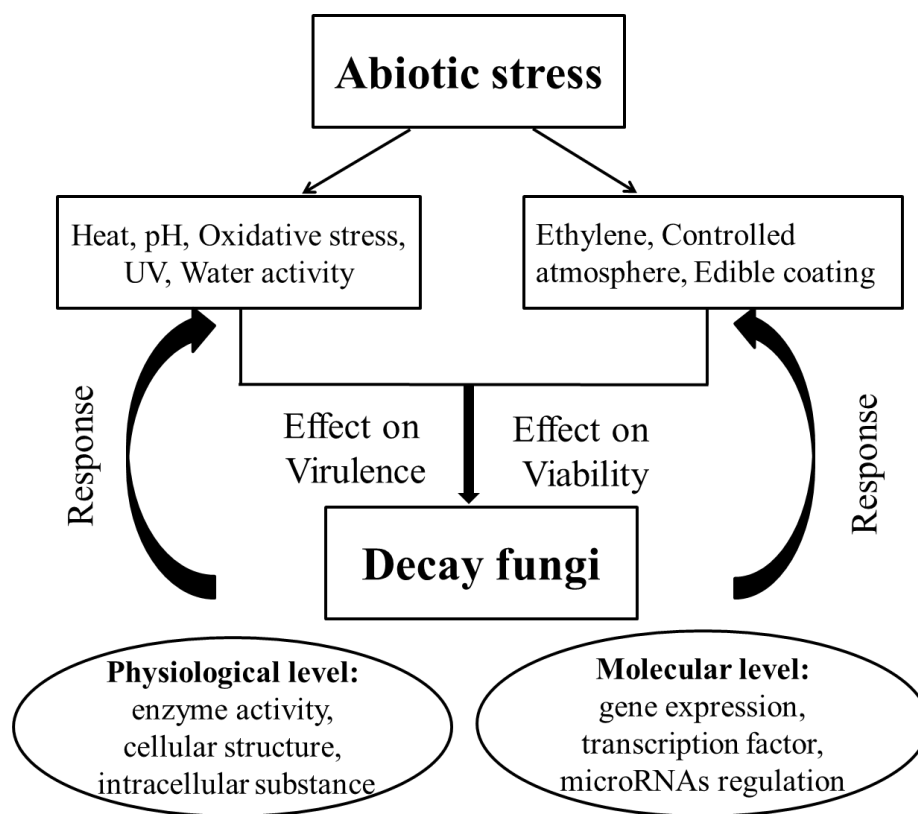 Abiotic stress
Heat, pH, Oxidative stress,
UV, Water activity
Ethylene, Controlled
atmosphere, Edible coating
Response
Effect on
Virulence
Effect on
Viability
Response
Decay fungi
Physiological level:
enzyme activity,
cellular structure,
intracellular substance
Molecular level:
gene expression,
transcription factor,
microRNAs regulation